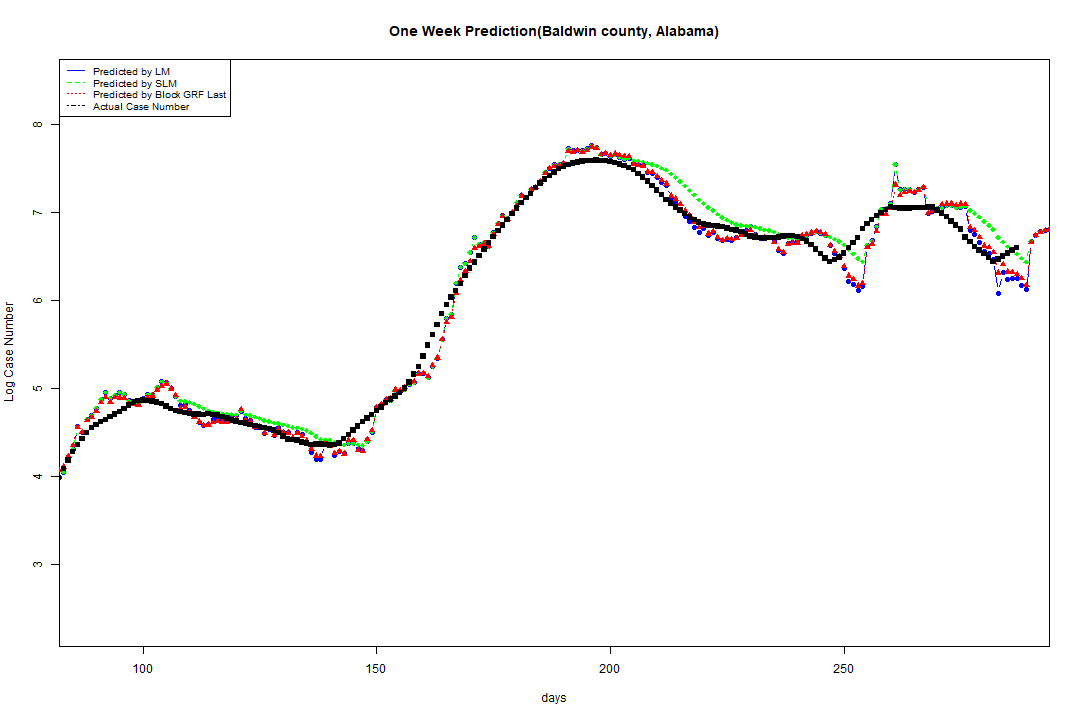 One Week Prediction(Baldwin county, Alabama)
Predicted by LM
Predicted by SLM
Predicted by Block GRF Last
Actual Case Number
8
7
6
5
4
3
Log Case Number
100 150 200 250
days